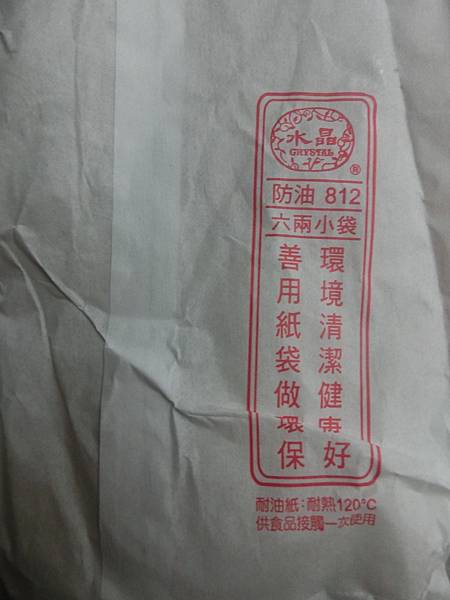 水晶
CRYSTAL
®
防油 812
六兩小袋
環境清潔健康好
善用紙袋做環保
耐油紙：耐熱120°C
供食品接觸一次使用